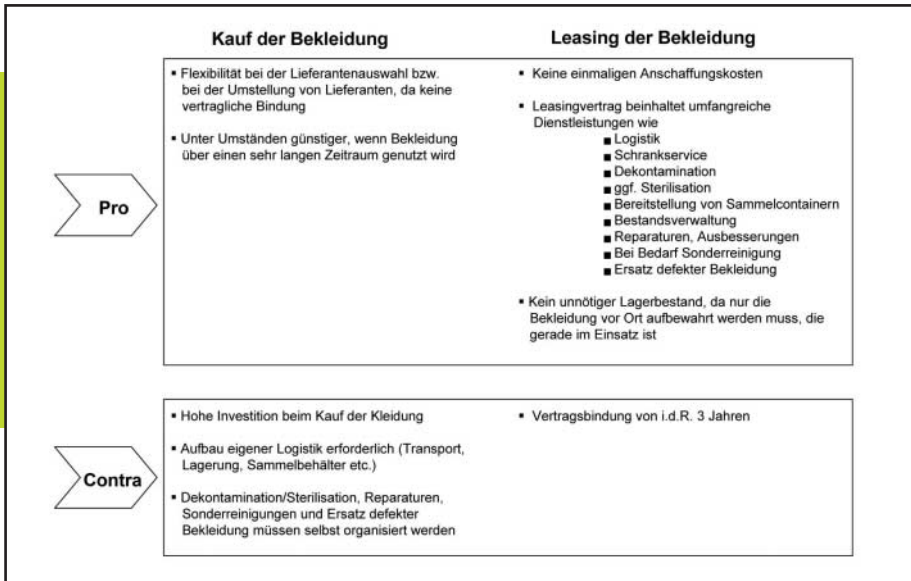 Kauf der Bekleidung
Leasing der Bekleidung
Pro
▪ Flexibilität bei der Lieferantenauswahl bzw.
bei der Umstellung von Lieferanten, da keine
vertragliche Bindung
▪ Unter Umständen günstiger, wenn Bekleidung
über einen sehr langen Zeitraum genutzt wird
▪ Keine einmaligen Anschaffungskosten
▪ Leasingvertrag beinhaltet umfangreiche
Dienstleistungen wie
■ Logistik
■ Schrankservice
■ Dekontamination
■ ggf. Sterilisation
■ Bereitstellung von Sammelcontainern
■ Bestandsverwaltung
■ Reparaturen, Ausbesserungen
■ Bei Bedarf Sonderreinigung
■ Ersatz defekter Bekleidung
▪ Kein unnötiger Lagerbestand, da nur die
Bekleidung vor Ort aufbewahrt werden muss, die
gerade im Einsatz ist
Contra
▪ Hohe Investition beim Kauf der Kleidung
▪ Aufbau eigener Logistik erforderlich (Transport,
Lagerung, Sammelbehälter etc.)
▪ Dekontamination/Sterilisation, Reparaturen,
Sonderreinigungen und Ersatz defekter
Bekleidung müssen selbst organisiert werden
▪ Vertragsbindung von i.d.R. 3 Jahren